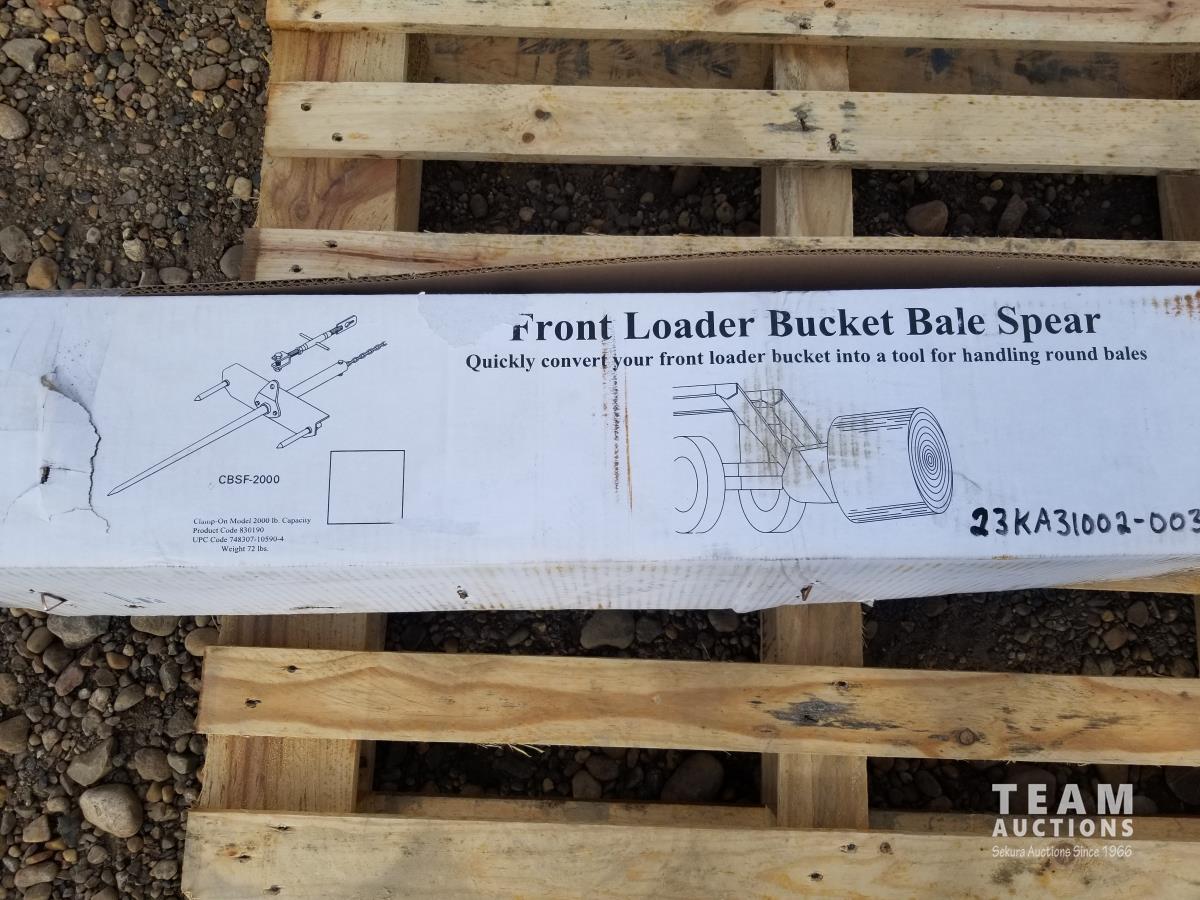 Front Loader Bucket Bale Spear
Quickly convert your front loader bucket into a tool for handling round bales
CBSF-2000
Clamp-On Model 2000 lb. Capacity
Product Code 830190
UPC Code 748307-10590-4
Weight 72 lbs.
23KA31002-003
TEAM
AUCTIONS
Sekura Auctions Since 1966